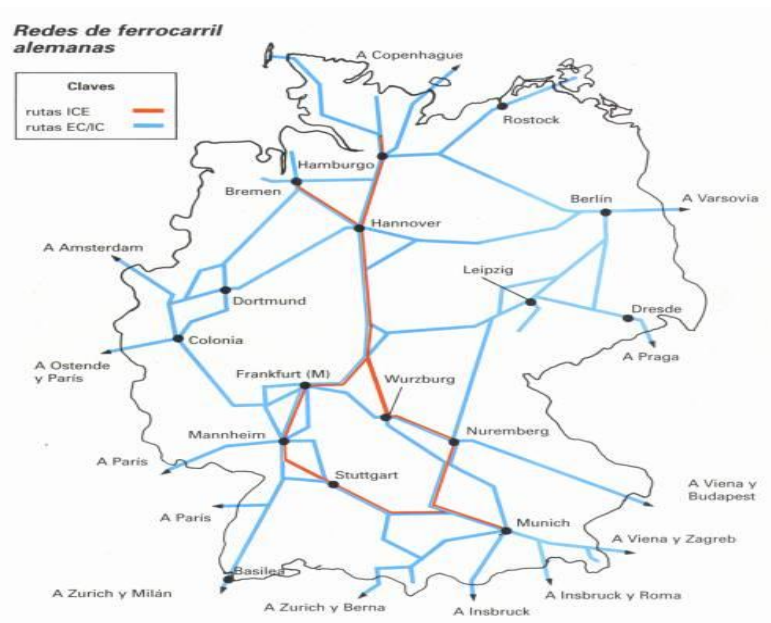 Redes de ferrocarril
alemanas
Claves
rutas ICE
rutas EC/IC
A Copenhague
Rostock
Hamburgo
Bremen
Berlín
A Varsovia
Hannover
A Amsterdam
Leipzig
Dortmund
Dresde
Colonia
A Ostende
y París
A Praga
Frankfurt (M)
Wurzburg
Mannheim
Nuremberg
A París
Stuttgart
A Viena y
Budapest
A París
Munich
A Viena y Zagreb
Basilea
A Zurich y Milán
A Zurich y Berna
A Insbruck
A Insbruck y Roma